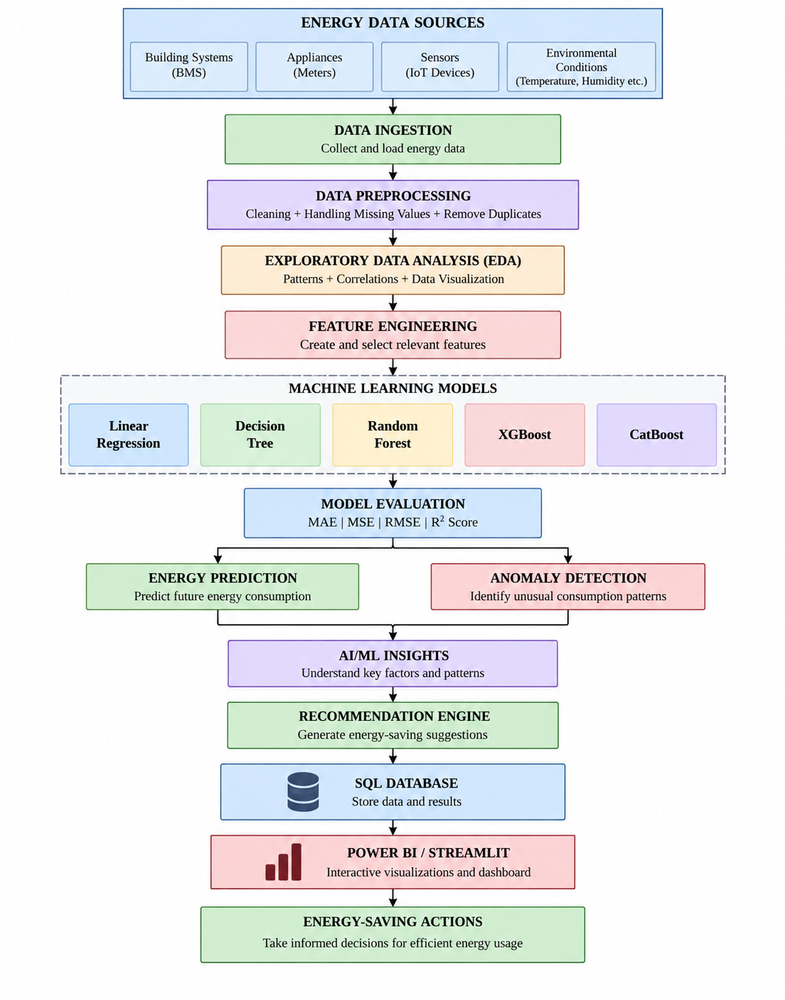 ENERGY DATA SOURCES
Building Systems
(BMS)
Appliances
(Meters)
Sensors
(IoT Devices)
Environmental
Conditions
(Temperature, Humidity etc.)
DATA INGESTION
Collect and load energy data
DATA PREPROCESSING
Cleaning + Handling Missing Values + Remove Duplicates
EXPLORATORY DATA ANALYSIS (EDA)
Patterns + Correlations + Data Visualization
FEATURE ENGINEERING
Create and select relevant features
MACHINE LEARNING MODELS
Linear
Regression
Decision
Tree
Random
Forest
XGBoost
CatBoost
MODEL EVALUATION
MAE | MSE | RMSE | R² Score
ENERGY PREDICTION
Predict future energy consumption
ANOMALY DETECTION
Identify unusual consumption patterns
AI/ML INSIGHTS
Understand key factors and patterns
RECOMMENDATION ENGINE
Generate energy-saving suggestions
SQL DATABASE
Store data and results
POWER BI / STREAMLIT
Interactive visualizations and dashboard
ENERGY-SAVING ACTIONS
Take informed decisions for efficient energy usage